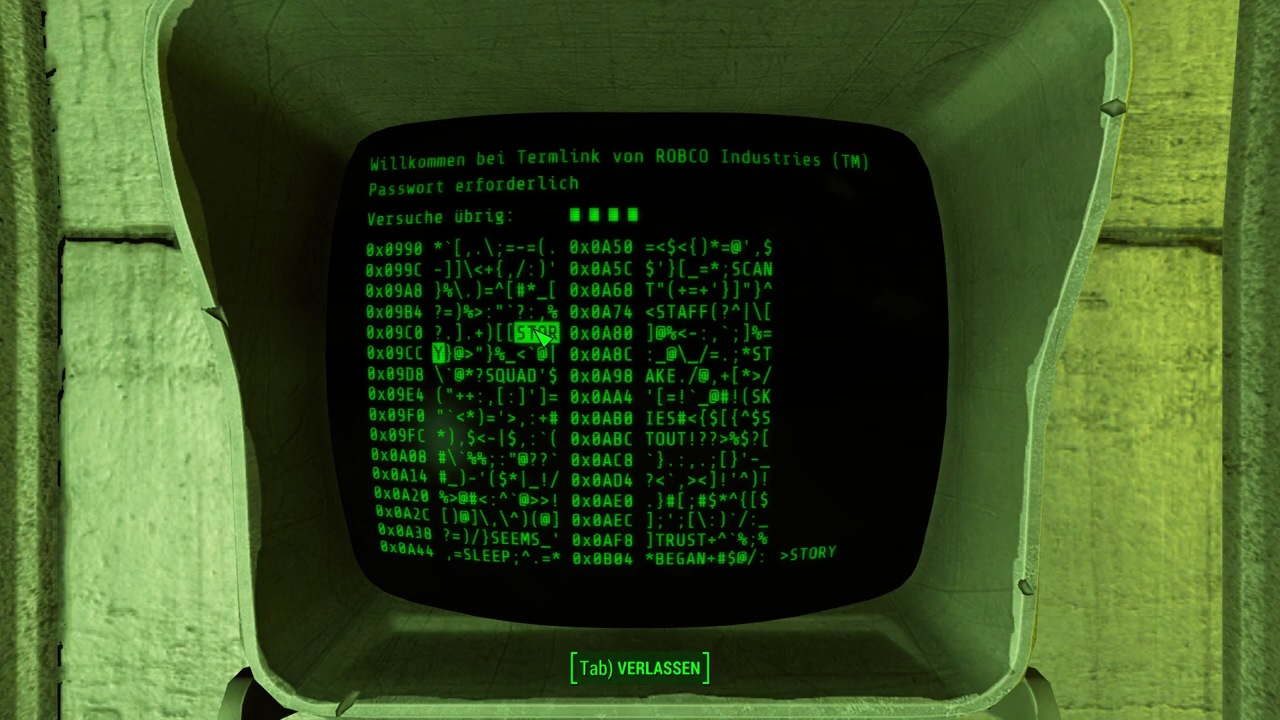 Willkommen bei Termlink von ROBCO Industries (TM)
Passwort erforderlich
Versuche übrig: ■ ■ ■ ■
0x0990 *`[,.\;=-=(. 0x0A50 =<$<{)*=@',$
0x099C -]]\<+{,/:)' 0x0A5C $'}[_=*;SCAN
0x09A8 }%\.)=^[#*_[ 0x0A68 T"(+=+'}]"}^
0x09B4 ?=)%>:"`?:,% 0x0A74 <STAFF(?^|\[
0x09C0 ?.].+)[[STOR 0x0A80 ]@%<-:,`;]%=
0x09CC Y}@>"}%_<`@| 0x0A8C :_@\_/=.;*ST
0x09D8 \`@*?SQUAD'$ 0x0A98 AKE./@,+[*>/
0x09E4 ("++:,[:]']= 0x0AA4 '[=!`_@#!(SK
0x09F0 "`<*)='>,:+# 0x0AB0 IES#<{$[{^$S
0x09FC *),$<-|$,:`( 0x0ABC TOUT!??>%$?[
0x0A08 #\`%%;:"@??` 0x0AC8 `}.:,.;[}'-_
0x0A14 #_)-'($*|_!/ 0x0AD4 ?<`,><]!'^)!
0x0A20 %>@#<:^`@>>! 0x0AE0 .}#[;#$*^{[$
0x0A2C [)@]\,\^)(@] 0x0AEC ];';[\:)`/:_
0x0A38 ?=)/}SEEMS_' 0x0AF8 ]TRUST+^`%;%
0x0A44 ,=SLEEP;^.=* 0x0B04 *BEGAN+#$@/: >STORY
[Tab) VERLASSEN]